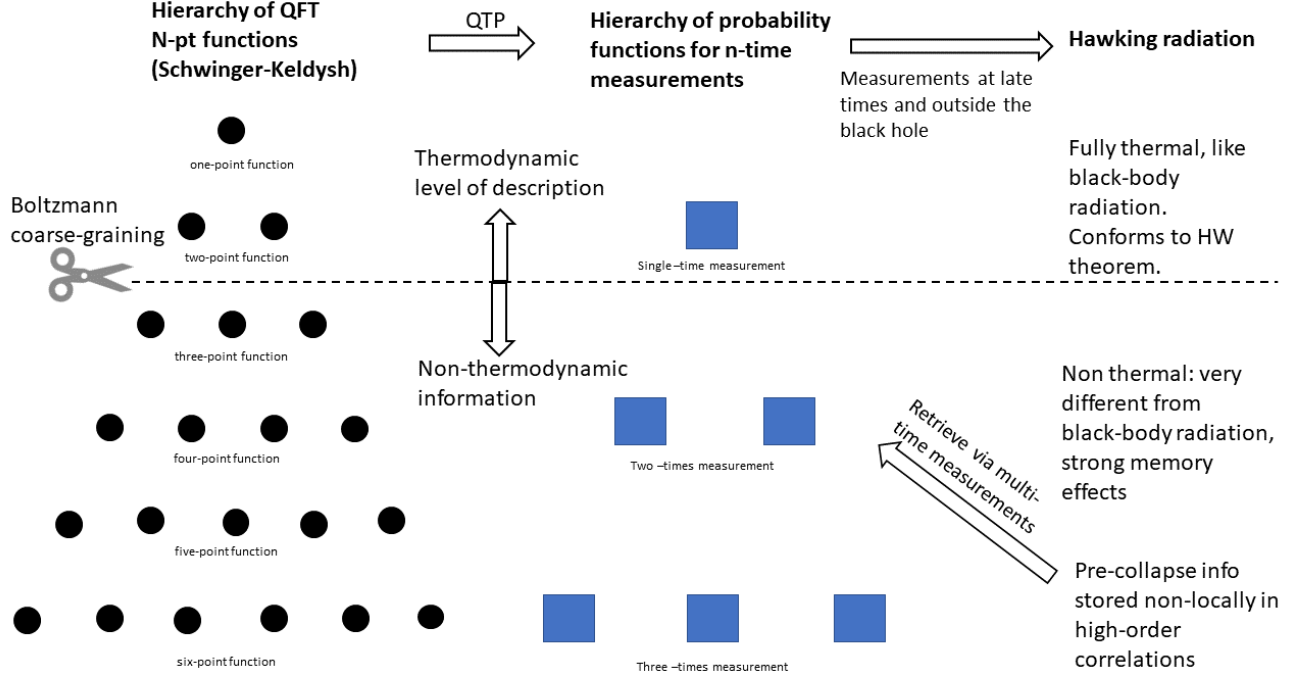 Hierarchy of QFT
N-pt functions
(Schwinger-Keldysh)
QTP
Hierarchy of probability
functions for n-time
measurements
Measurements at late
times and outside the
black hole
Hawking radiation
one-point function
Thermodynamic
level of description
Fully thermal, like
black-body
radiation.
Conforms to HW
theorem.
Boltzmann
coarse-graining
two-point function
Single–time measurement
three-point function
Non-thermodynamic
information
Non thermal: very
different from
black-body radiation,
strong memory
effects
four-point function
Two –times measurement
Retrieve via multi-
time measurements
five-point function
Pre-collapse info
stored non-locally in
high-order
correlations
six-point function
Three –times measurement